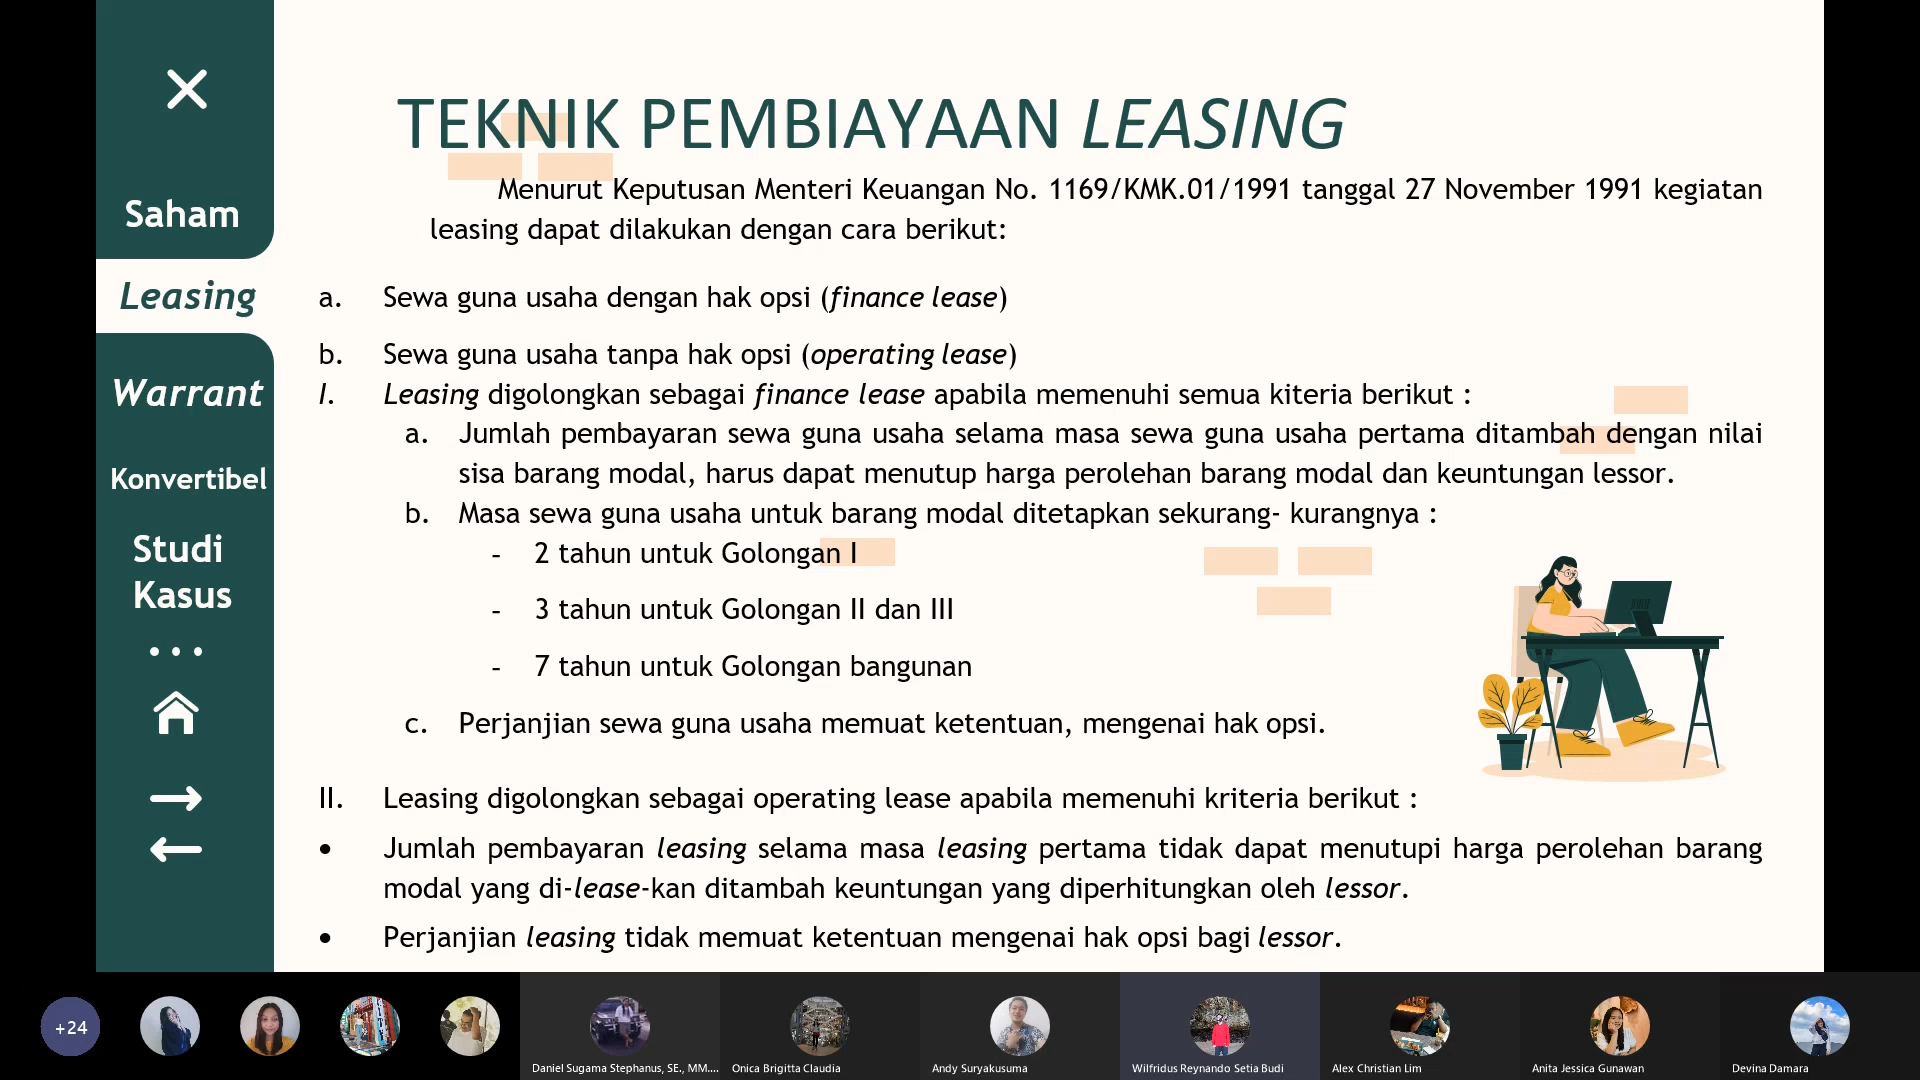 Saham
Leasing
Warrant
Konvertibel
Studi
Kasus
TEKNIK PEMBIAYAAN LEASING
Menurut Keputusan Menteri Keuangan No. 1169/KMK.01/1991 tanggal 27 November 1991 kegiatan
leasing dapat dilakukan dengan cara berikut:
a. Sewa guna usaha dengan hak opsi (finance lease)
b. Sewa guna usaha tanpa hak opsi (operating lease)
I. Leasing digolongkan sebagai finance lease apabila memenuhi semua kiteria berikut :
a. Jumlah pembayaran sewa guna usaha selama masa sewa guna usaha pertama ditambah dengan nilai
sisa barang modal, harus dapat menutup harga perolehan barang modal dan keuntungan lessor.
b. Masa sewa guna usaha untuk barang modal ditetapkan sekurang- kurangnya :
- 2 tahun untuk Golongan I
- 3 tahun untuk Golongan II dan III
- 7 tahun untuk Golongan bangunan
c. Perjanjian sewa guna usaha memuat ketentuan, mengenai hak opsi.
II. Leasing digolongkan sebagai operating lease apabila memenuhi kriteria berikut :
• Jumlah pembayaran leasing selama masa leasing pertama tidak dapat menutupi harga perolehan barang
modal yang di-lease-kan ditambah keuntungan yang diperhitungkan oleh lessor.
• Perjanjian leasing tidak memuat ketentuan mengenai hak opsi bagi lessor.
+24
Daniel Sugama Stephanus, SE., MM....
Onica Brigitta Claudia
Andy Suryakusuma
Wilfridus Reynando Setia Budi
Alex Christian Lim
Anita Jessica Gunawan
Devina Damara